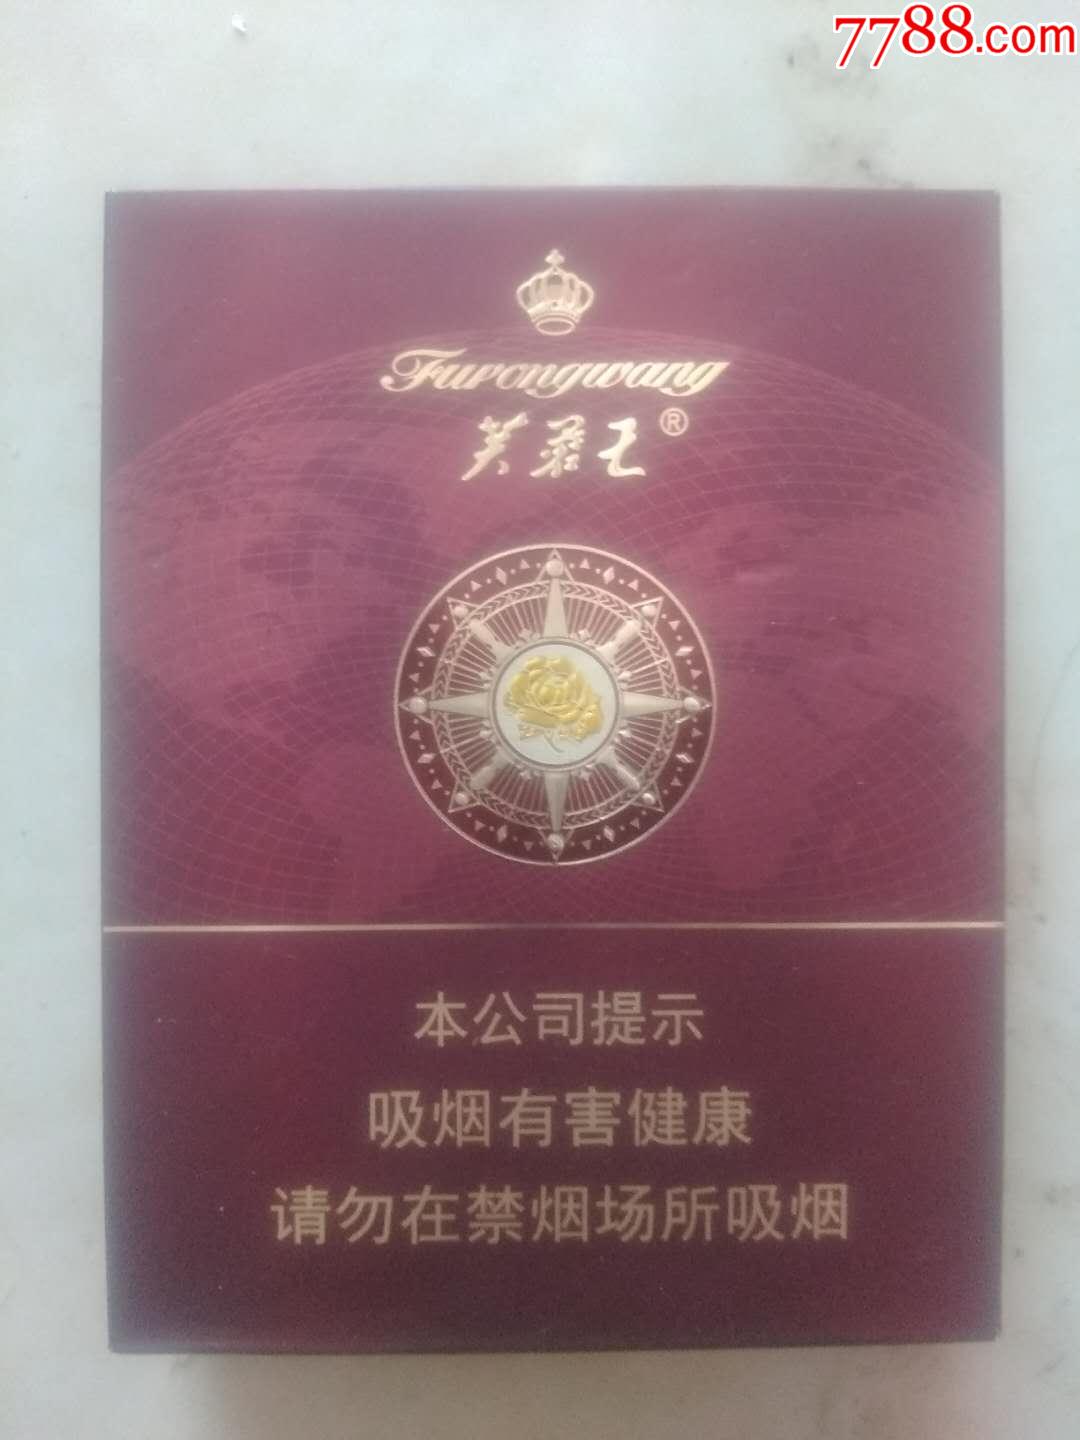 7788.com
Furongwang
芙蓉王®
本公司提示
吸烟有害健康
请勿在禁烟场所吸烟